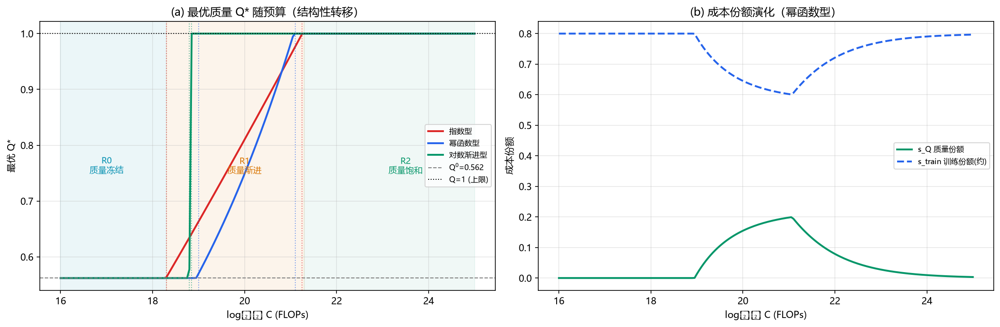 (a) 最优质量 Q* 随预算（结构性转移）
最优 Q*
1.0
0.9
0.8
0.7
0.6
R0
质量冻结
R1
质量渐进
R2
质量饱和
指数型
幂函数型
对数渐进型
Q⁰=0.562
Q=1 (上限)
16 18 20 22 24
log C (FLOPs)
(b) 成本份额演化（幂函数型）
成本份额
0.8
0.7
0.6
0.5
0.4
0.3
0.2
0.1
0.0
s_Q 质量份额
s_train 训练份额(约)
16 18 20 22 24
log C (FLOPs)